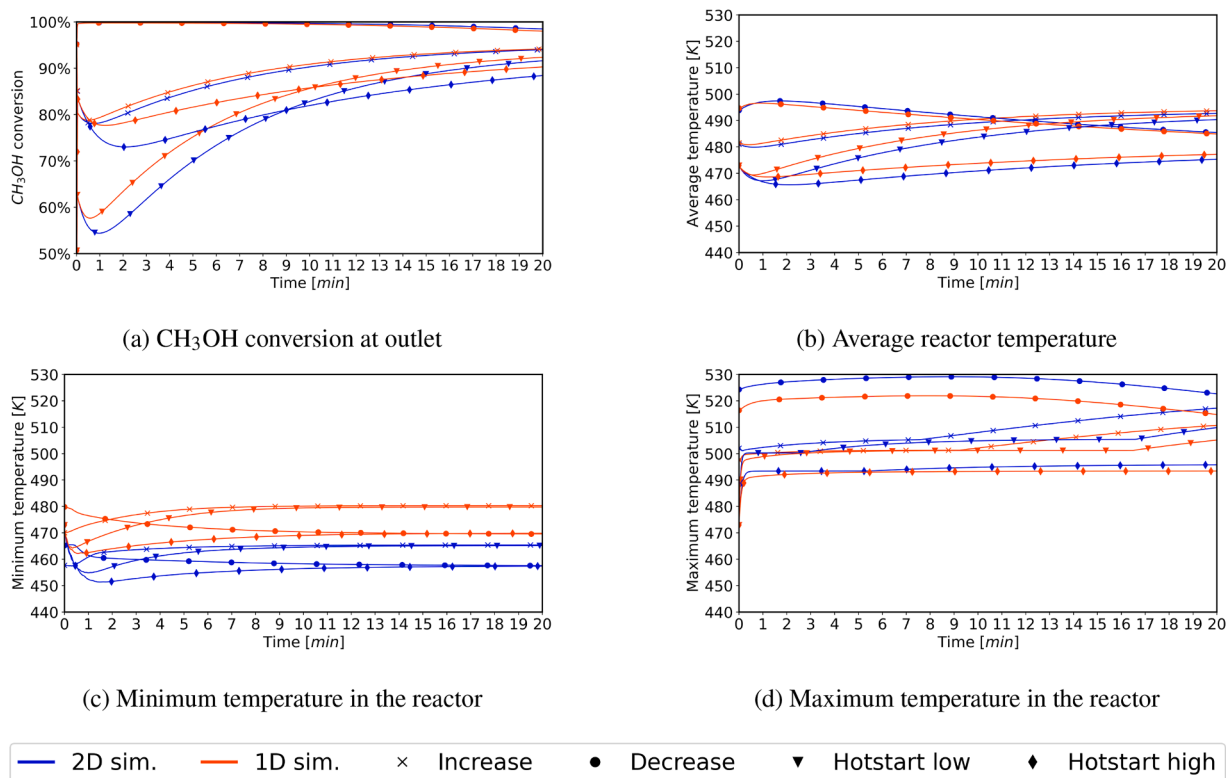 100%
90%
80%
70%
60%
50%
CH₃OH conversion
0 1 2 3 4 5 6 7 8 9 10 11 12 13 14 15 16 17 18 19 20
Time [min]
(a) CH₃OH conversion at outlet
530
520
510
500
490
480
470
460
450
440
Average temperature [K]
0 1 2 3 4 5 6 7 8 9 10 11 12 13 14 15 16 17 18 19 20
Time [min]
(b) Average reactor temperature
530
520
510
500
490
480
470
460
450
440
Minimum temperature [K]
0 1 2 3 4 5 6 7 8 9 10 11 12 13 14 15 16 17 18 19 20
Time [min]
(c) Minimum temperature in the reactor
530
520
510
500
490
480
470
460
450
440
Maximum temperature [K]
0 1 2 3 4 5 6 7 8 9 10 11 12 13 14 15 16 17 18 19 20
Time [min]
(d) Maximum temperature in the reactor
2D sim. 1D sim. Increase Decrease Hotstart low Hotstart high